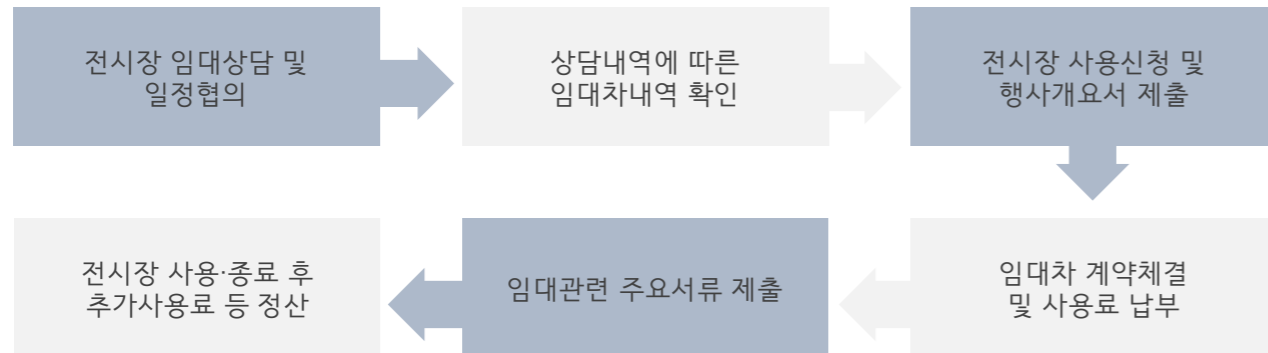 전시장 임대상담 및
일정협의
상담내역에 따른
임대차내역 확인
전시장 사용신청 및
행사개요서 제출
임대차 계약체결
및 사용료 납부
임대관련 주요서류 제출
전시장 사용·종료 후
추가사용료 등 정산